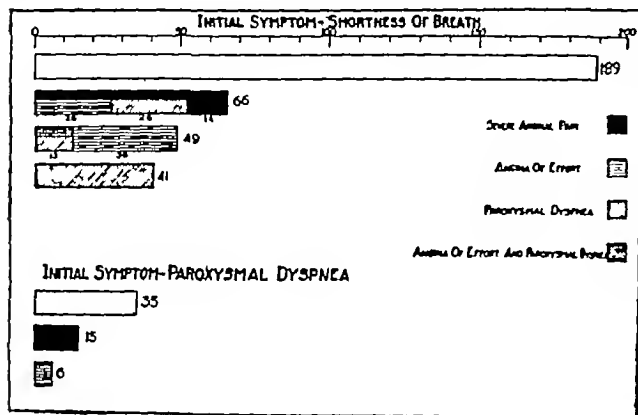 INITIAL SYMPTOM-SHORTNESS OF BREATH
0 50 100 150 200
189
66
26 26 14
49
13 36
41
SEVERE ANGINAL PAIN
ANGINA OF EFFORT
PAROXYSMAL DYSPNEA
ANGINA OF EFFORT AND PAROXYSMAL DYSPNEA
INITIAL SYMPTOM-PAROXYSMAL DYSPNEA
35
15
6